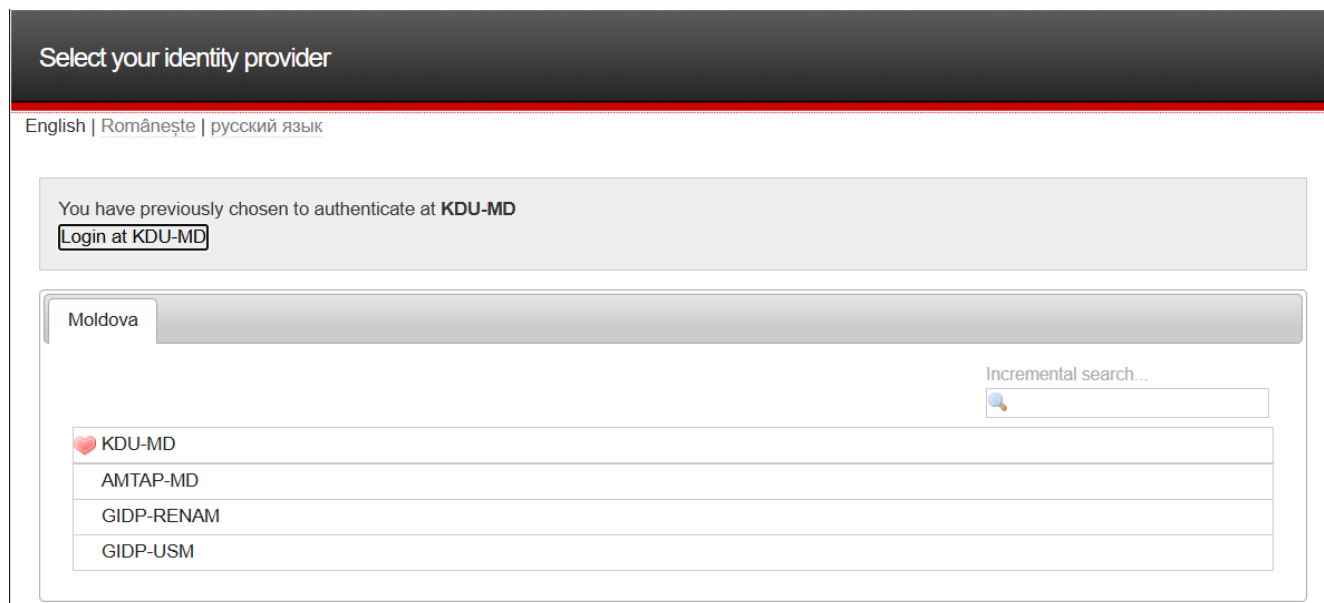 Select your identity provider
English | Românește | русский язык
You have previously chosen to authenticate at KDU-MD
Login at KDU-MD
Moldova
Incremental search...
KDU-MD
AMTAP-MD
GIDP-RENAM
GIDP-USM